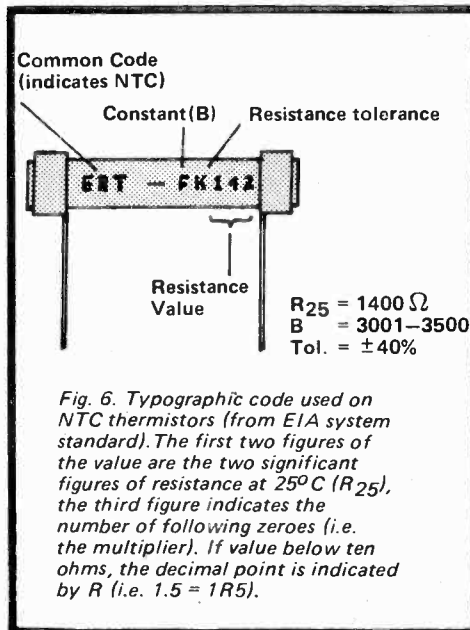 Common Code
(indicates NTC)
Constant(B) Resistance tolerance
ERT – FK142
Resistance
Value
R25 = 1400 Ω
B = 3001–3500
Tol. = ±40%
Fig. 6. Typographic code used on
NTC thermistors (from EIA system
standard). The first two figures of
the value are the two significant
figures of resistance at 25°C (R25),
the third figure indicates the
number of following zeroes (i.e.
the multiplier). If value below ten
ohms, the decimal point is indicated
by R (i.e. 1.5 = 1R5).